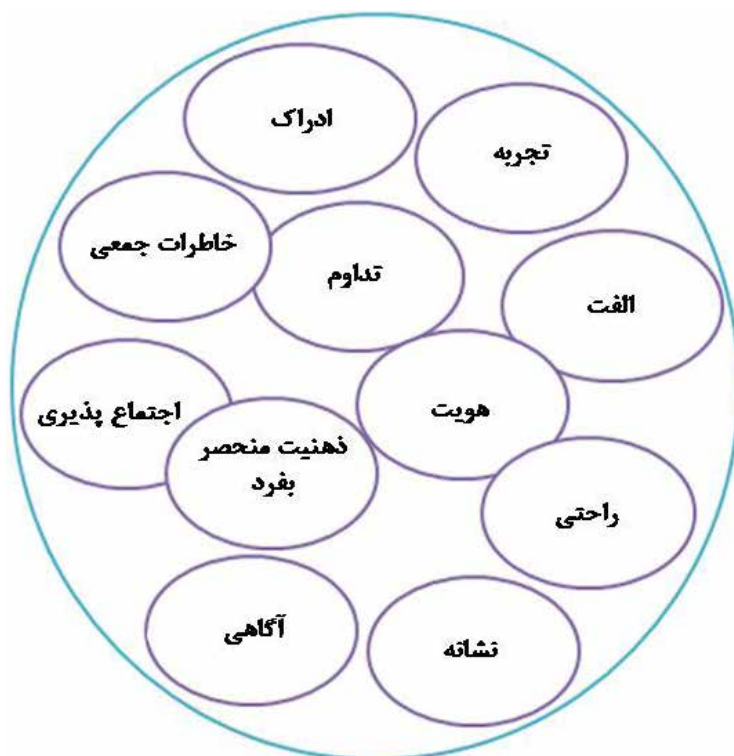 ادراک
تجربه
خاطرات جمعی
تداوم
الفت
اجتماع پذیری
ذهنیت منحصر
بفرد
هویت
راحتی
آگاهی
نشانه